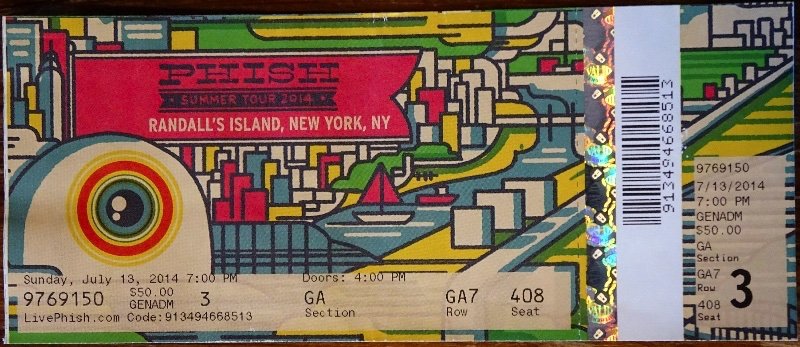 PHISH
SUMMER TOUR 2014
RANDALL'S ISLAND, NEW YORK, NY
Sunday, July 13, 2014 7:00 PM Doors: 4:00 PM
9769150 $50.00 GENADM 3 GA Section GA7 Row 408 Seat
LivePhish.com Code:913494668513
913494668513
9769150
7/13/2014
7:00 PM
GENADM
$50.00
GA
Section
GA7
Row
408
Seat
3